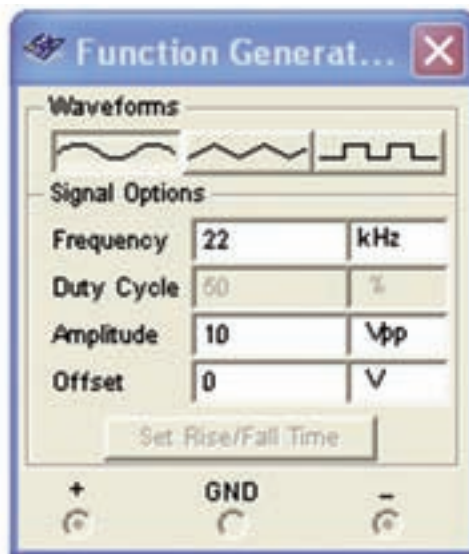 Function Generat...
Waveforms
Signal Options
Frequency 22 kHz
Duty Cycle 50 %
Amplitude 10 Vpp
Offset 0 V
Set Rise/Fall Time
+ GND -